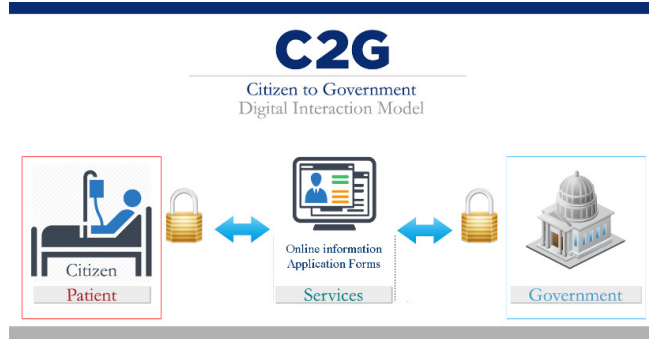 C2G
Citizen to Government
Digital Interaction Model
Citizen
Patient
Online information
Application Forms
Services
Government